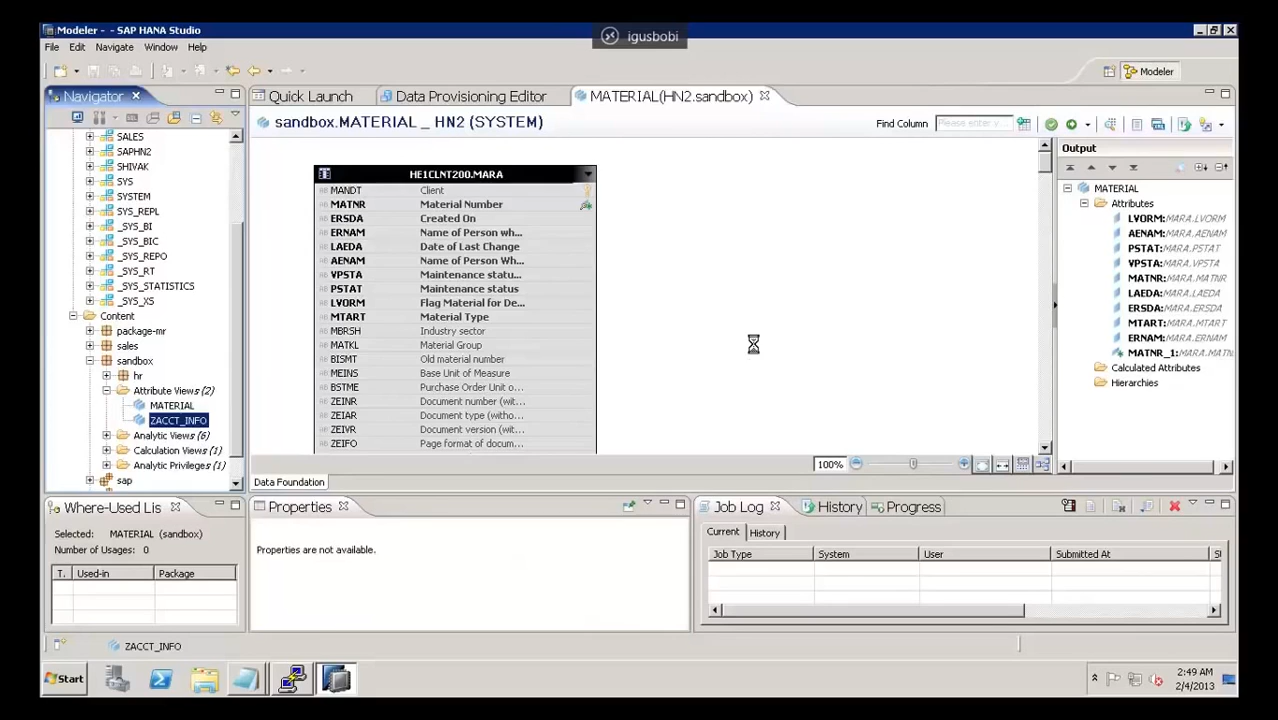 Modeler - - SAP HANA Studio
igusbobi
File Edit Navigate Window Help
Modeler
Navigator
SALES
SAPHN2
SHIVAK
SYS
SYSTEM
SYS_REPL
_SYS_BI
_SYS_BIC
_SYS_REPO
_SYS_RT
_SYS_STATISTICS
_SYS_XS
Content
package-mr
sales
sandbox
hr
Attribute Views (2)
MATERIAL
ZACCT_INFO
Analytic Views (6)
Calculation Views (1)
Analytic Privileges (1)
sap
Quick Launch Data Provisioning Editor MATERIAL(HN2.sandbox)
sandbox.MATERIAL _ HN2 (SYSTEM)
Find Column Please enter y...
HE1CLNT200.MARA
MANDT Client
MATNR Material Number
ERSDA Created On
ERNAM Name of Person wh...
LAEDA Date of Last Change
AENAM Name of Person Wh...
VPSTA Maintenance statu...
PSTAT Maintenance status
LVORM Flag Material for De...
MTART Material Type
MBRSH Industry sector
MATKL Material Group
BISMT Old material number
MEINS Base Unit of Measure
BSTME Purchase Order Unit o...
ZEINR Document number (wit...
ZEIAR Document type (witho...
ZEIVR Document version (wit...
ZEIFO Page format of docum...
100%
Data Foundation
Output
MATERIAL
Attributes
LVORM: MARA.LVORM
AENAM: MARA.AENAM
PSTAT: MARA.PSTAT
VPSTA: MARA.VPSTA
MATNR: MARA.MATNR
LAEDA: MARA.LAEDA
ERSDA: MARA.ERSDA
MTART: MARA.MTART
ERNAM: MARA.ERNAM
MATNR_1: MARA.MATN
Calculated Attributes
Hierarchies
Where-Used Lis
Selected: MATERIAL (sandbox)
Number of Usages: 0
T. Used-in Package
Properties
Properties are not available.
Job Log History Progress
Current History
Job Type System User Submitted At St
ZACCT_INFO
Start
2:49 AM
2/4/2013